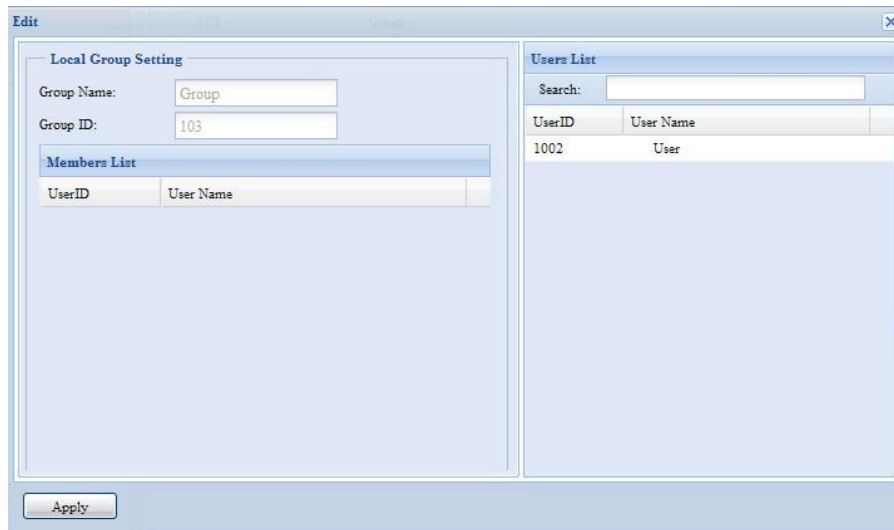 Edit
Local Group Setting
Group Name: Group
Group ID: 103
Members List
UserID User Name
Users List
Search:
UserID User Name
1002 User
Apply